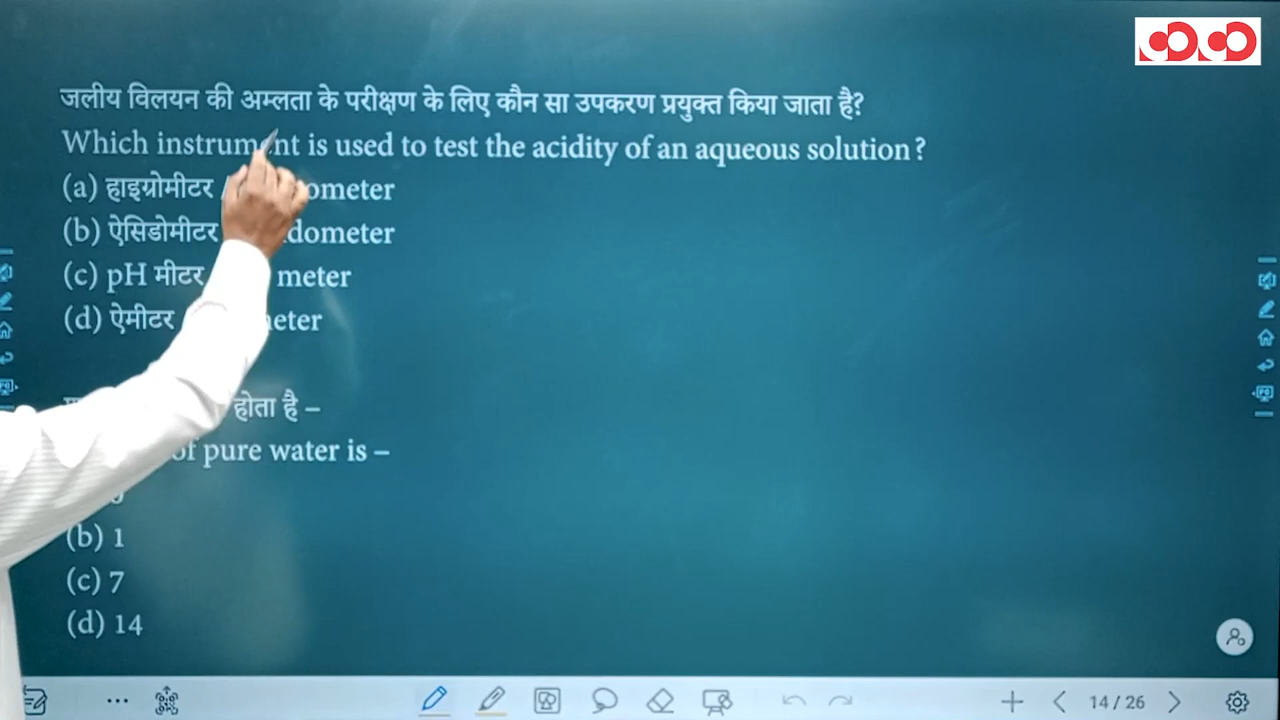 जलीय विलयन की अम्लता के परीक्षण के लिए कौन सा उपकरण प्रयुक्त किया जाता है?
Which instrument is used to test the acidity of an aqueous solution?
(a) हाइग्रोमीटर ometer
(b) ऐसिडोमीटर dometer
(c) pH मीटर meter
(d) ऐमीटर eter
होता है –
of pure water is –
(b) 1
(c) 7
(d) 14
14 / 26